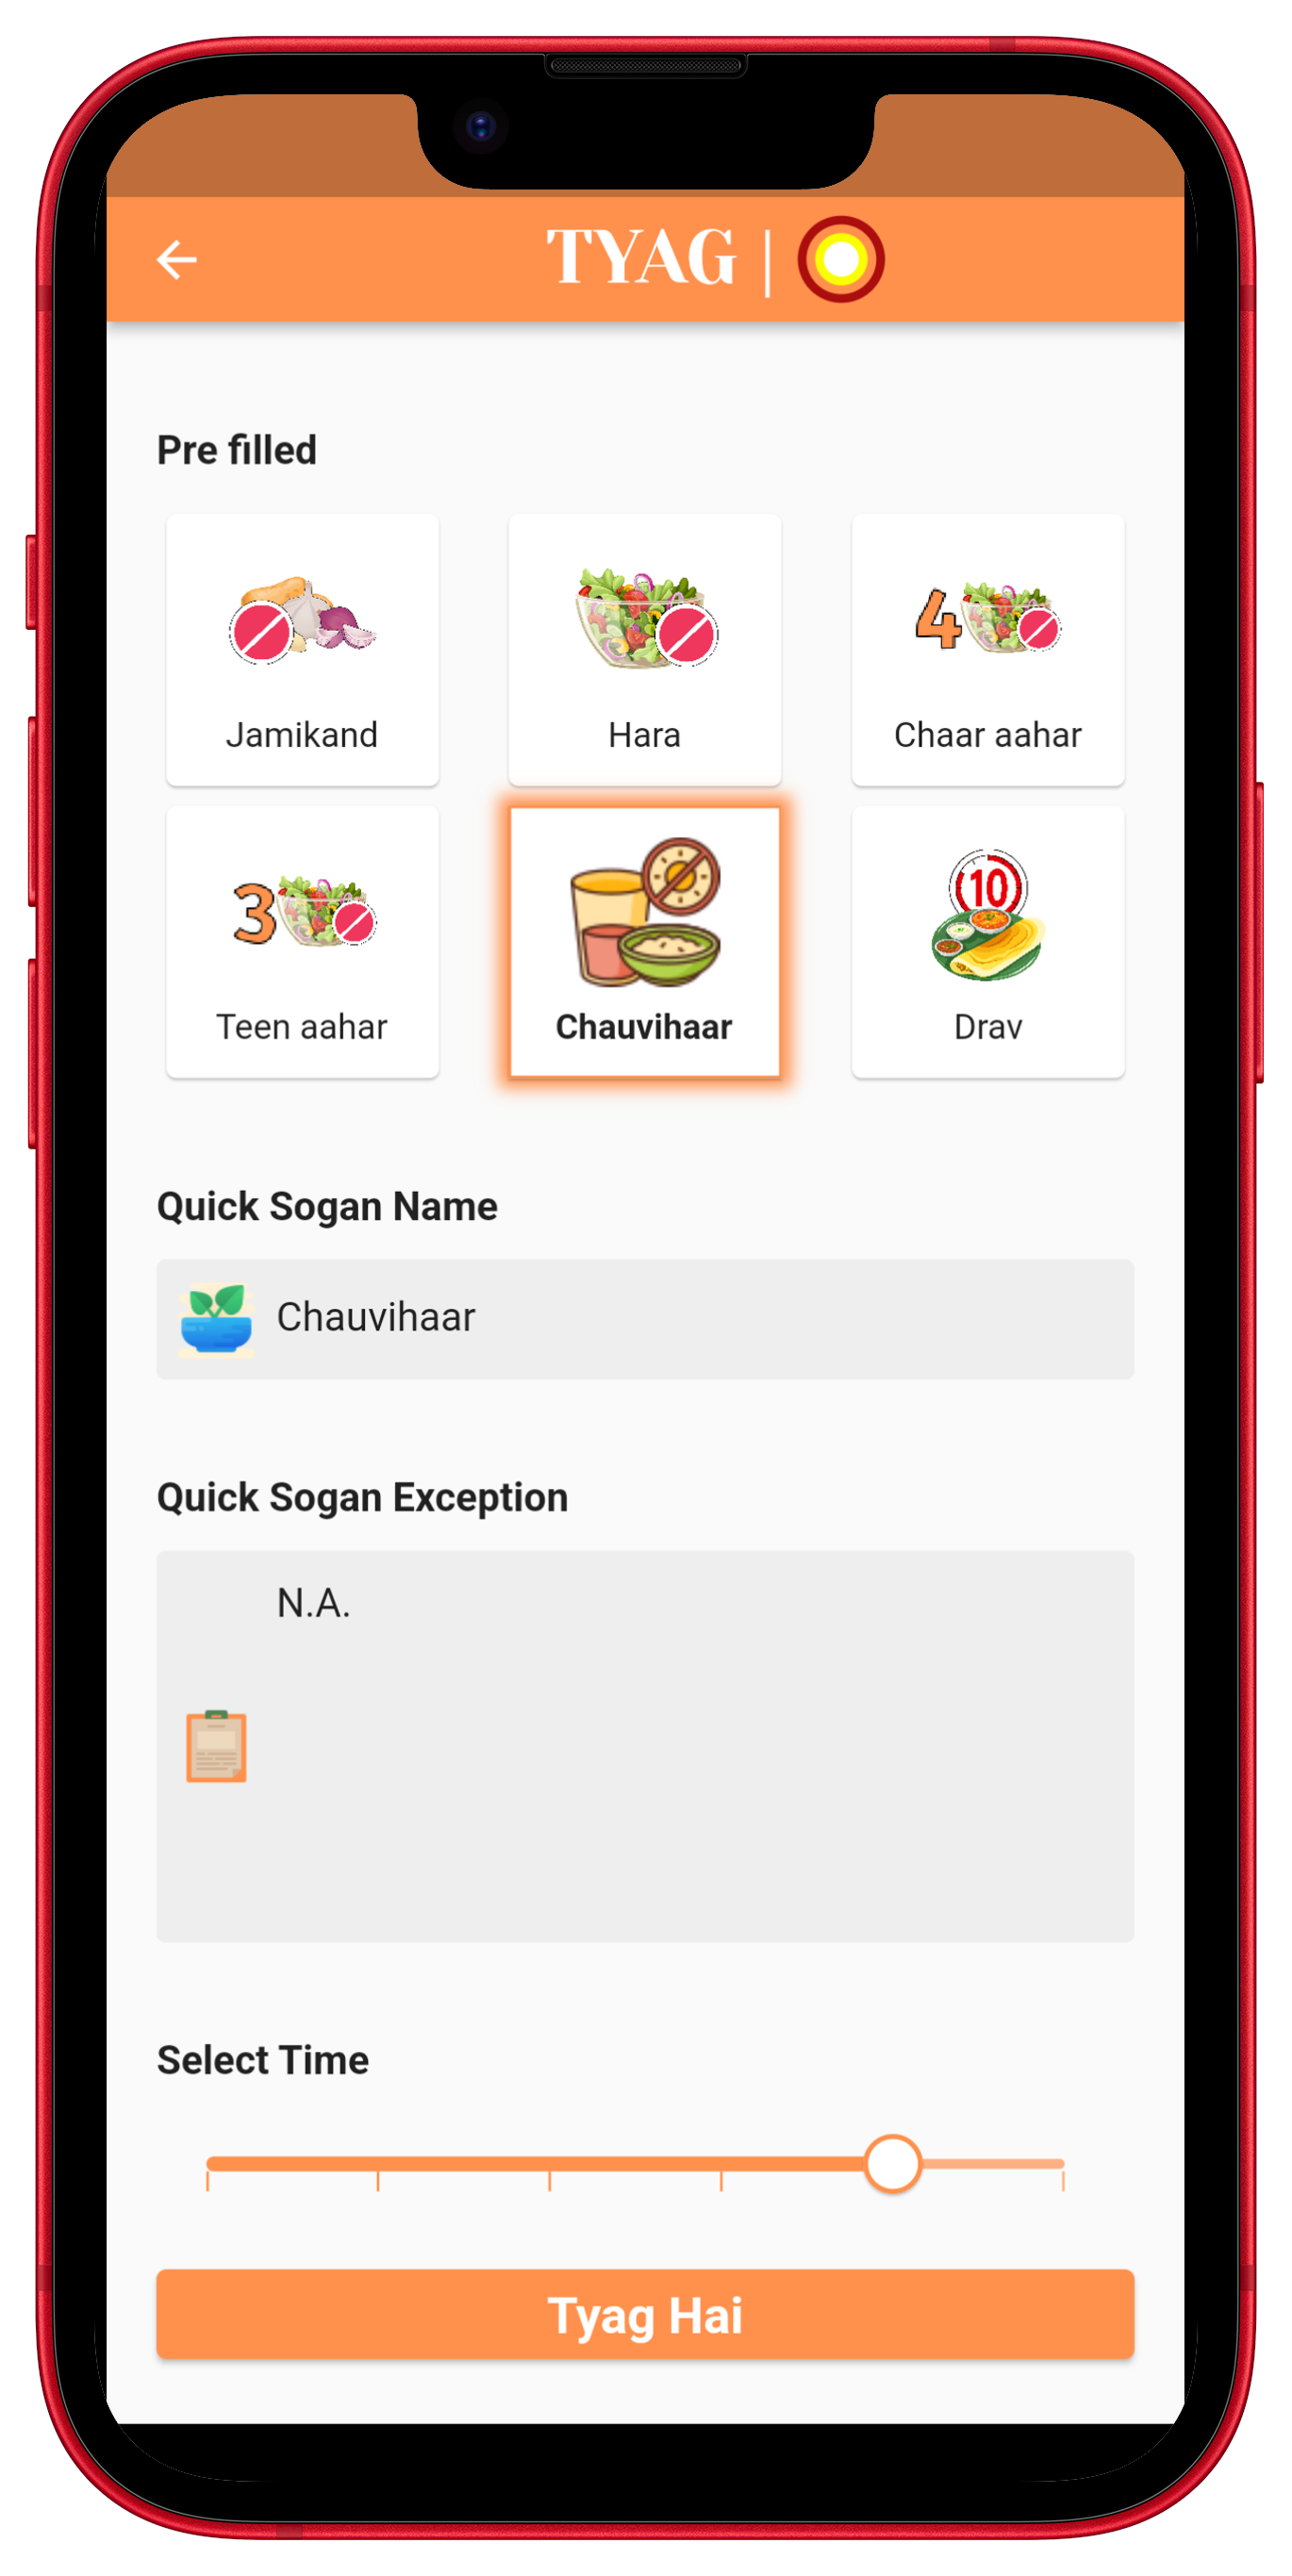 TYAG |
Pre filled
Jamikand
Hara
4
Chaar aahar
3
Teen aahar
Chauvihaar
10
Drav
Quick Sogan Name
Chauvihaar
Quick Sogan Exception
N.A.
Select Time
Tyag Hai